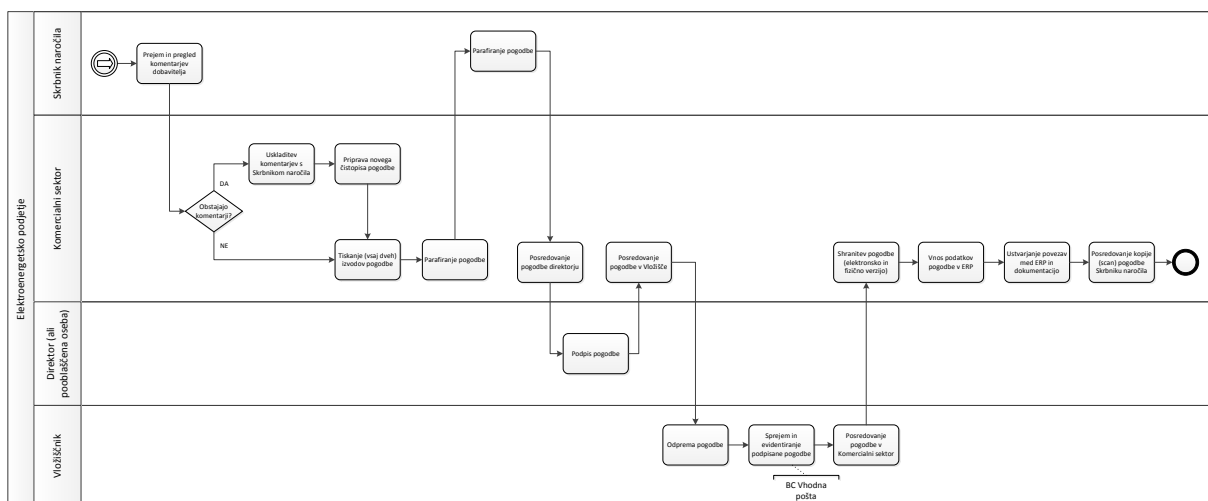 Elektroenergetsko podjetje
Skrbnik naročila
Prejem in pregled
komentarjev
dobavitelja
Parafiranje pogodbe
Komercialni sektor
Obstajajo
komentarji?
DA
NE
Uskladitev
komentarjev s
Skrbnikom naročila
Priprava novega
čistopisa pogodbe
Tiskanje (vsaj dveh)
izvodov pogodbe
Parafiranje pogodbe
Posredovanje
pogodbe direktorju
Posredovanje
pogodbe v Vložišče
Shranitev pogodbe
(elektronsko in
fizično verzijo)
Vnos podatkov
pogodbe v ERP
Ustvarjanje povezav
med ERP in
dokumentacijo
Posredovanje kopije
(scan) pogodbe
Skrbniku naročila
Direktor (ali
pooblaščena oseba)
Podpis pogodbe
Vložiščnik
Odprema pogodbe
Sprejem in
evidentiranje
podpisane pogodbe
Posredovanje
pogodbe v
Komercialni sektor
BC Vhodna
pošta